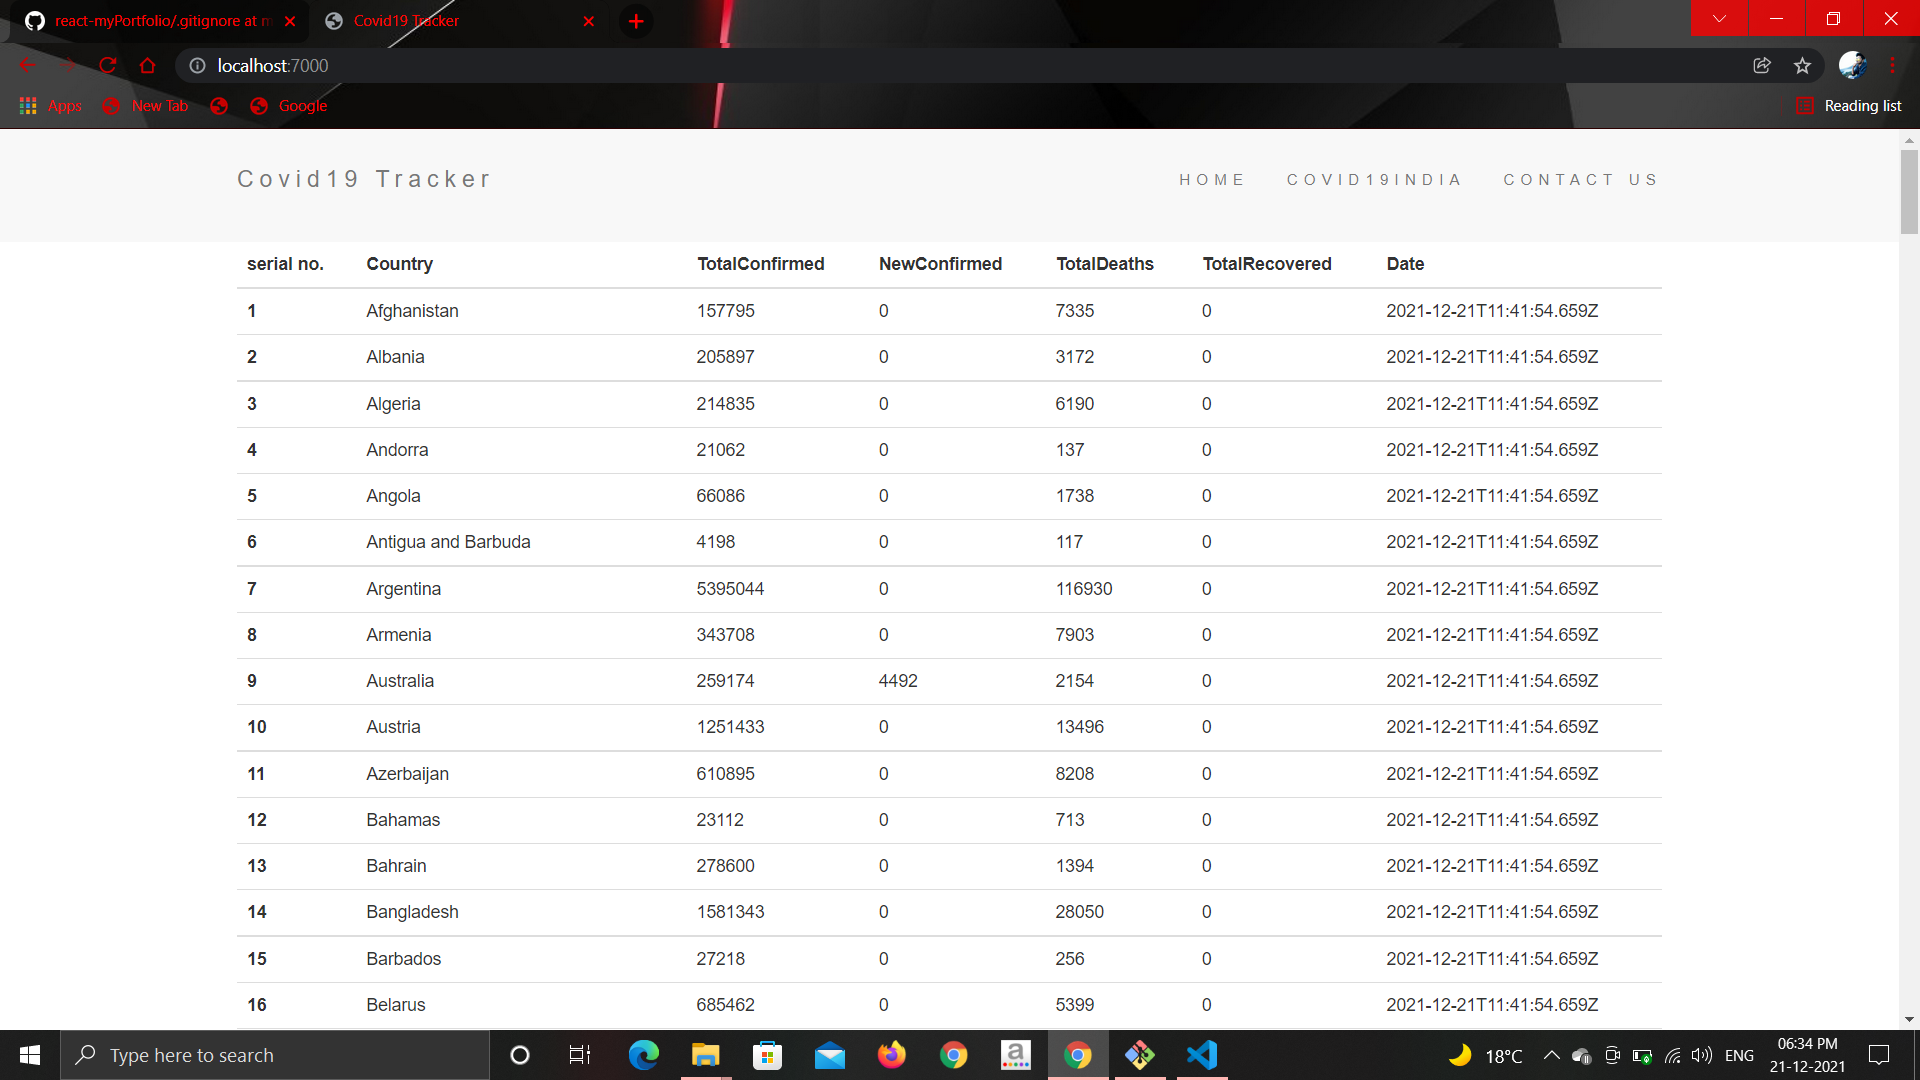 react-myPortfolio/.gitignore at m
Covid19 Tracker
localhost:7000
Apps New Tab Google Reading list
Covid19 Tracker HOME COVID19INDIA CONTACT US
serial no. Country TotalConfirmed NewConfirmed TotalDeaths TotalRecovered Date
1 Afghanistan 157795 0 7335 0 2021-12-21T11:41:54.659Z
2 Albania 205897 0 3172 0 2021-12-21T11:41:54.659Z
3 Algeria 214835 0 6190 0 2021-12-21T11:41:54.659Z
4 Andorra 21062 0 137 0 2021-12-21T11:41:54.659Z
5 Angola 66086 0 1738 0 2021-12-21T11:41:54.659Z
6 Antigua and Barbuda 4198 0 117 0 2021-12-21T11:41:54.659Z
7 Argentina 5395044 0 116930 0 2021-12-21T11:41:54.659Z
8 Armenia 343708 0 7903 0 2021-12-21T11:41:54.659Z
9 Australia 259174 4492 2154 0 2021-12-21T11:41:54.659Z
10 Austria 1251433 0 13496 0 2021-12-21T11:41:54.659Z
11 Azerbaijan 610895 0 8208 0 2021-12-21T11:41:54.659Z
12 Bahamas 23112 0 713 0 2021-12-21T11:41:54.659Z
13 Bahrain 278600 0 1394 0 2021-12-21T11:41:54.659Z
14 Bangladesh 1581343 0 28050 0 2021-12-21T11:41:54.659Z
15 Barbados 27218 0 256 0 2021-12-21T11:41:54.659Z
16 Belarus 685462 0 5399 0 2021-12-21T11:41:54.659Z
Type here to search
a
18°C
ENG
06:34 PM
21-12-2021